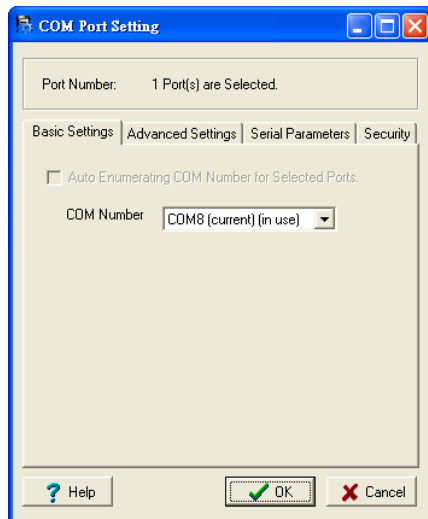 COM Port Setting
Port Number: 1 Port(s) are Selected.
Basic Settings Advanced Settings Serial Parameters Security
Auto Enumerating COM Number for Selected Ports.
COM Number COM8 (current) (in use)
? Help OK Cancel